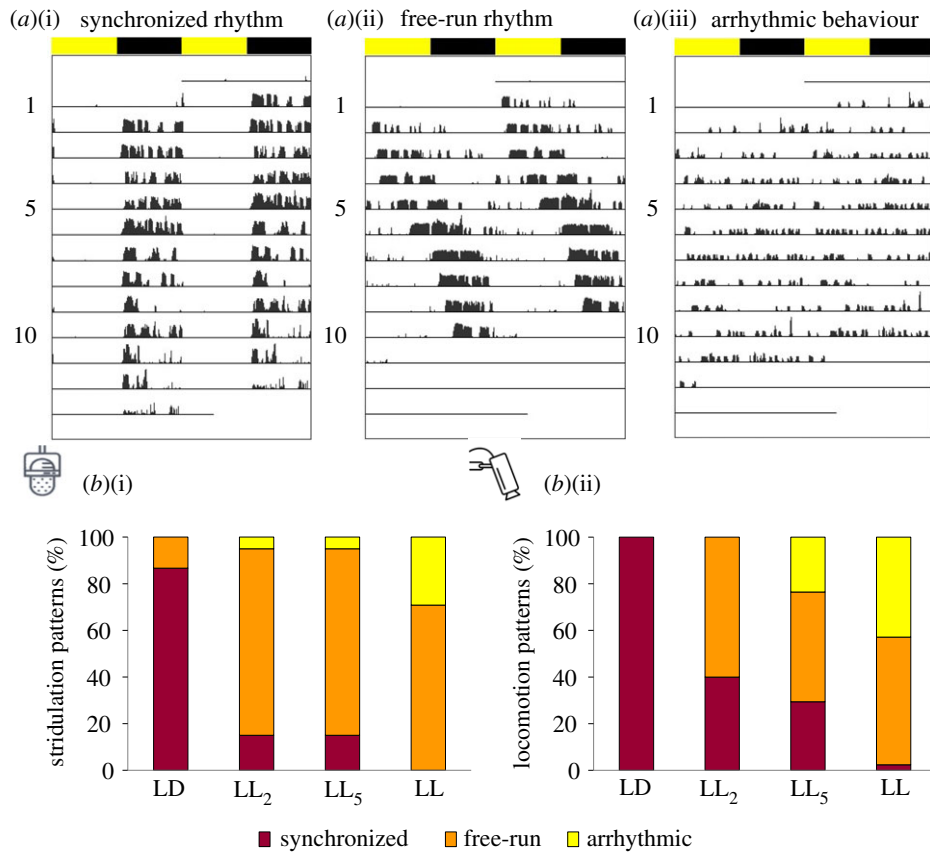 (a)(i) synchronized rhythm (a)(ii) free-run rhythm (a)(iii) arrhythmic behaviour
1 1 1
5 5 5
10 10 10
(b)(i) (b)(ii)
stridulation patterns (%)
100
80
60
40
20
0
LD LL2 LL5 LL
locomotion patterns (%)
100
80
60
40
20
0
LD LL2 LL5 LL
synchronized free-run arrhythmic